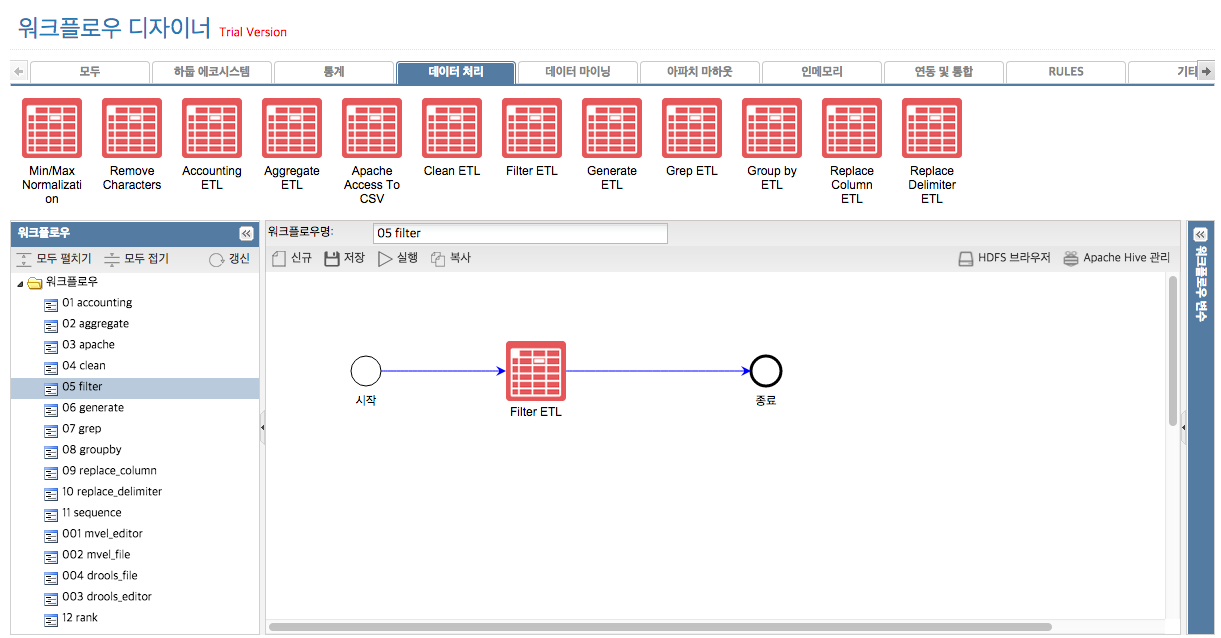 워크플로우 디자이너 Trial Version
모두 하둡 에코시스템 통계 데이터 처리 데이터 마이닝 아파치 마하웃 인메모리 연동 및 통합 RULES 기타
Min/Max Normalizati on
Remove Characters
Accounting ETL
Aggregate ETL
Apache Access To CSV
Clean ETL
Filter ETL
Generate ETL
Grep ETL
Group by ETL
Replace Column ETL
Replace Delimiter ETL
워크플로우
모두 펼치기 모두 접기 갱신
워크플로우
01 accounting
02 aggregate
03 apache
04 clean
05 filter
06 generate
07 grep
08 groupby
09 replace_column
10 replace_delimiter
11 sequence
001 mvel_editor
002 mvel_file
004 drools_file
003 drools_editor
12 rank
워크플로우명: 05 filter
신규 저장 실행 복사 HDFS 브라우저 Apache Hive 관리
시작
Filter ETL
종료
워크플로우 변수